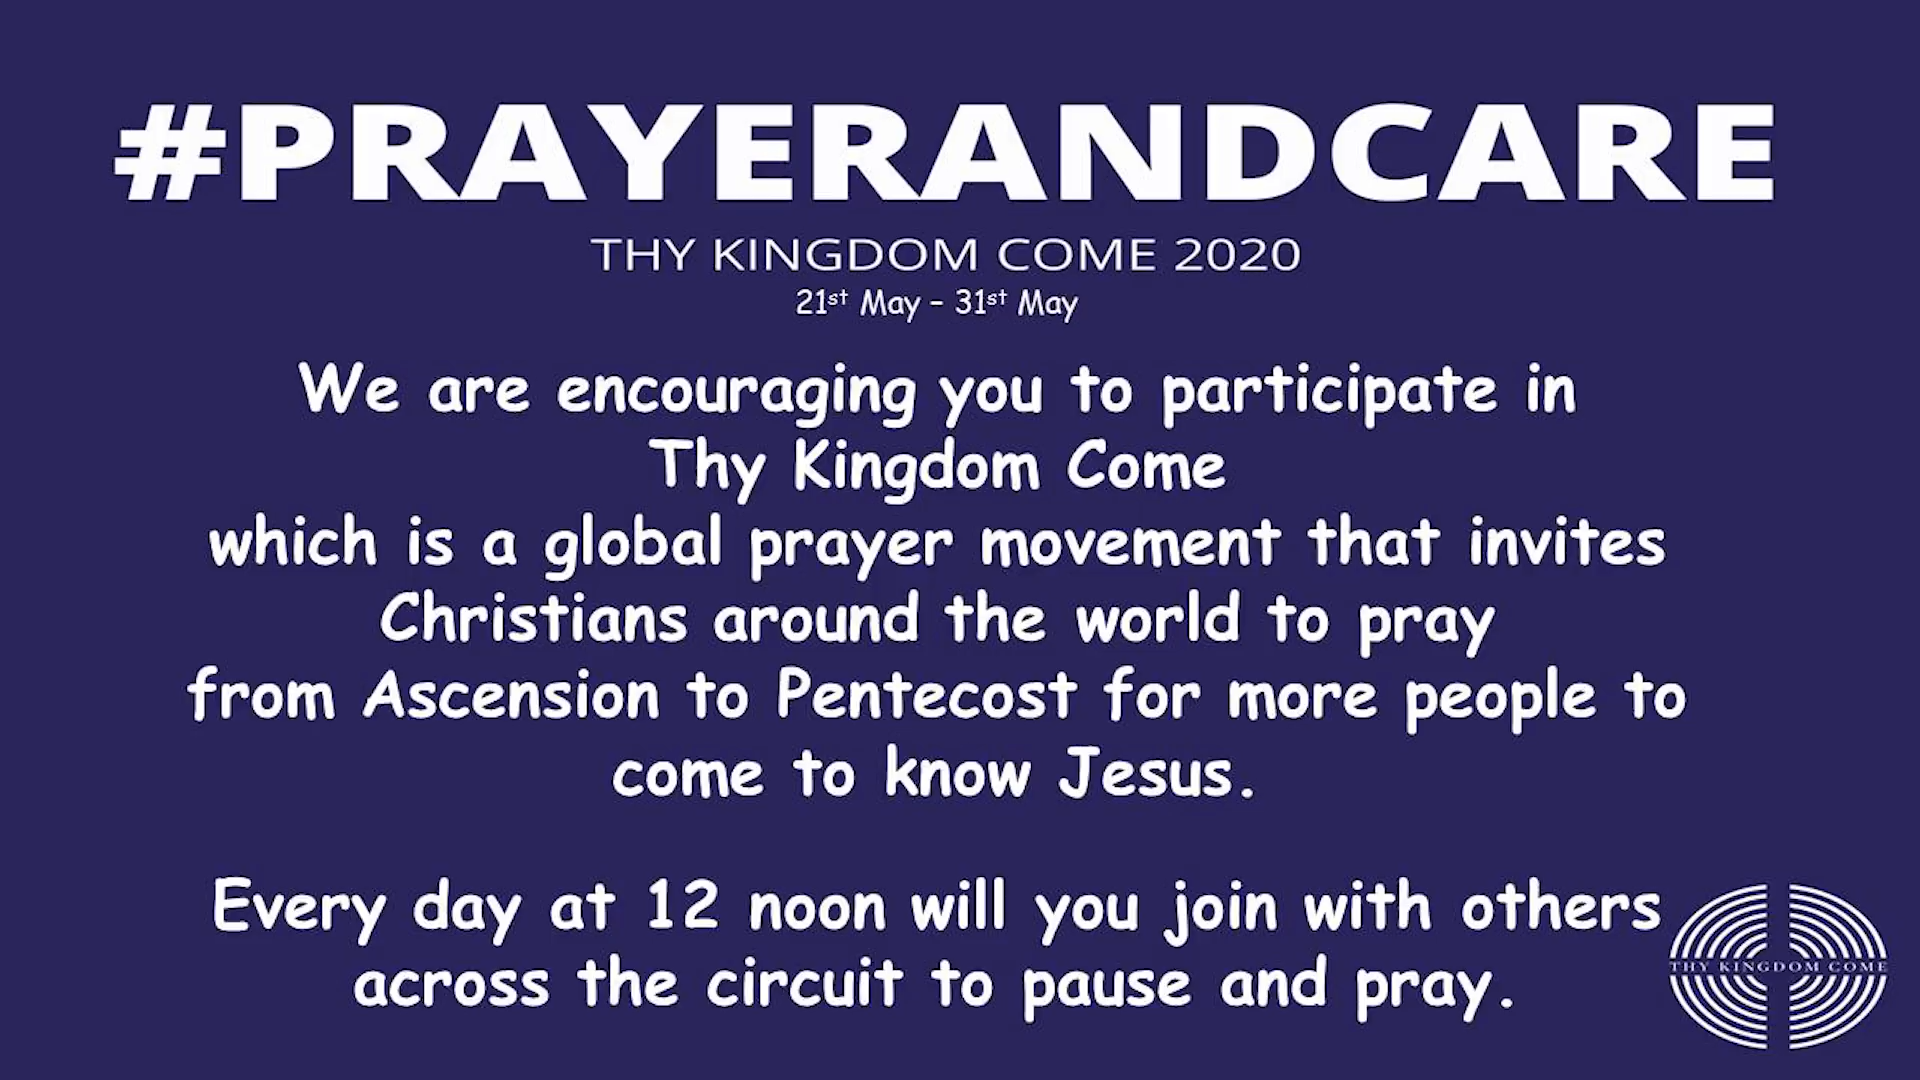 #PRAYERANDCARE
THY KINGDOM COME 2020
21st May – 31st May
We are encouraging you to participate in
Thy Kingdom Come
which is a global prayer movement that invites
Christians around the world to pray
from Ascension to Pentecost for more people to
come to know Jesus.
Every day at 12 noon will you join with others
across the circuit to pause and pray.
THY KINGDOM COME